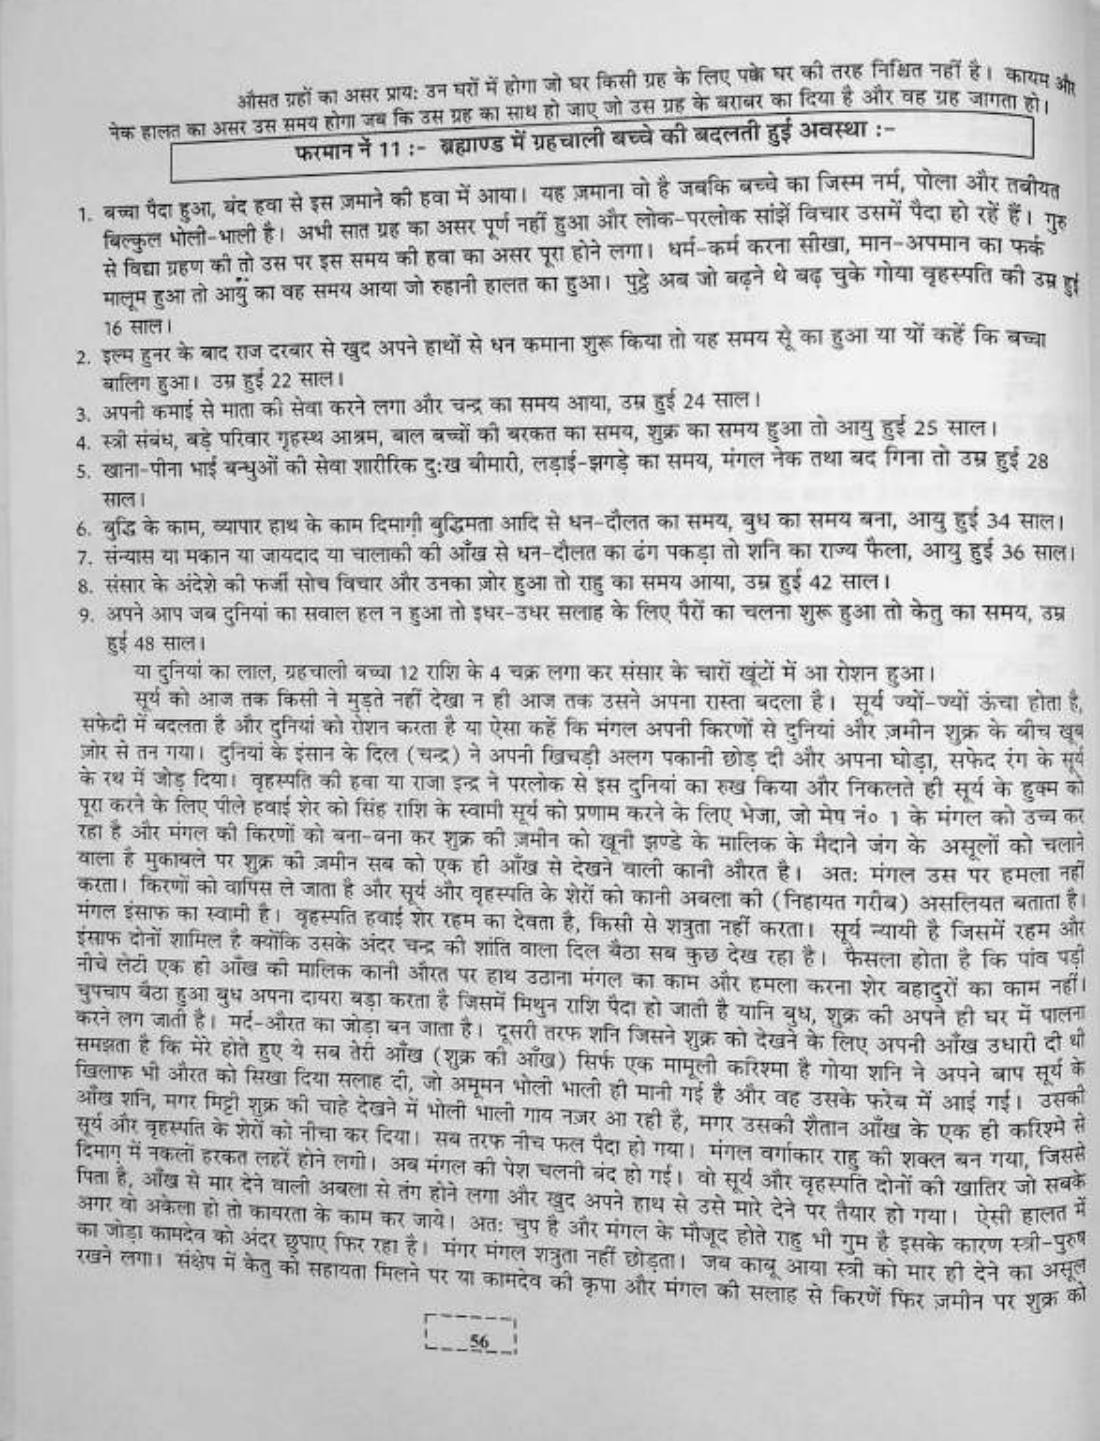 औसत ग्रहों का असर प्राय: उन घरों में होगा जो घर किसी ग्रह के लिए पक्के घर की तरह निश्चित नहीं है। कायम और
नेक हालत का असर उस समय होगा जब कि उस ग्रह का साथ हो जाए जो उस ग्रह के बराबर का दिया है और वह ग्रह जागता हो।
फरमान नें 11 :- ब्रह्माण्ड में ग्रहचाली बच्चे की बदलती हुई अवस्था :-
1. बच्चा पैदा हुआ, बंद हवा से इस ज़माने की हवा में आया। यह ज़माना वो है जबकि बच्चे का जिस्म नर्म, पोला और तबीयत
बिल्कुल भोली-भाली है। अभी सात ग्रह का असर पूर्ण नहीं हुआ और लोक-परलोक सांझें विचार उसमें पैदा हो रहें हैं। गुरु
से विद्या ग्रहण की तो उस पर इस समय की हवा का असर पूरा होने लगा। धर्म-कर्म करना सीखा, मान-अपमान का फर्क
मालूम हुआ तो आयु का वह समय आया जो रुहानी हालत का हुआ। पुट्ठे अब जो बढ़ने थे बढ़ चुके गोया वृहस्पति की उम्र हुई
16 साल।
2. इल्म हुनर के बाद राज दरबार से खुद अपने हाथों से धन कमाना शुरू किया तो यह समय सू का हुआ या यों कहें कि बच्चा
बालिग हुआ। उम्र हुई 22 साल।
3. अपनी कमाई से माता की सेवा करने लगा और चन्द्र का समय आया, उम्र हुई 24 साल।
4. स्त्री संबंध, बड़े परिवार गृहस्थ आश्रम, बाल बच्चों की बरकत का समय, शुक्र का समय हुआ तो आयु हुई 25 साल।
5. खाना-पीना भाई बन्धुओं की सेवा शारीरिक दु:ख बीमारी, लड़ाई-झगड़े का समय, मंगल नेक तथा बद गिना तो उम्र हुई 28
साल।
6. बुद्धि के काम, व्यापार हाथ के काम दिमाग़ी बुद्धिमता आदि से धन-दौलत का समय, बुध का समय बना, आयु हुई 34 साल।
7. संन्यास या मकान या जायदाद या चालाकी की आँख से धन-दौलत का ढंग पकड़ा तो शनि का राज्य फैला, आयु हुई 36 साल।
8. संसार के अंदेशे की फर्जी सोच विचार और उनका ज़ोर हुआ तो राहु का समय आया, उम्र हुई 42 साल।
9. अपने आप जब दुनियां का सवाल हल न हुआ तो इधर-उधर सलाह के लिए पैरों का चलना शुरू हुआ तो केतु का समय, उम्र
हुई 48 साल।
या दुनियां का लाल, ग्रहचाली बच्चा 12 राशि के 4 चक्र लगा कर संसार के चारों खूंटों में आ रोशन हुआ।
सूर्य को आज तक किसी ने मुड़ते नहीं देखा न ही आज तक उसने अपना रास्ता बदला है। सूर्य ज्यों-ज्यों ऊंचा होता है,
सफेदी में बदलता है और दुनियां को रोशन करता है या ऐसा कहें कि मंगल अपनी किरणों से दुनियां और ज़मीन शुक्र के बीच खूब
ज़ोर से तन गया। दुनियां के इंसान के दिल (चन्द्र) ने अपनी खिचड़ी अलग पकानी छोड़ दी और अपना घोड़ा, सफेद रंग के सूर्य
के रथ में जोड़ दिया। वृहस्पति की हवा या राजा इन्द्र ने परलोक से इस दुनियां का रुख किया और निकलते ही सूर्य के हुक्म को
पूरा करने के लिए पीले हवाई शेर को सिंह राशि के स्वामी सूर्य को प्रणाम करने के लिए भेजा, जो मेष नं० 1 के मंगल को उच्च कर
रहा है और मंगल की किरणों को बना-बना कर शुक्र की ज़मीन को खूनी झण्डे के मालिक के मैदाने जंग के असूलों को चलाने
वाला है मुकाबले पर शुक्र की ज़मीन सब को एक ही आँख से देखने वाली कानी औरत है। अत: मंगल उस पर हमला नहीं
करता। किरणों को वापिस ले जाता है और सूर्य और वृहस्पति के शेरों को कानी अबला की (निहायत गरीब) असलियत बताता है।
मंगल इंसाफ का स्वामी है। वृहस्पति हवाई शेर रहम का देवता है, किसी से शत्रुता नहीं करता। सूर्य न्यायी है जिसमें रहम और
इंसाफ दोनों शामिल है क्योंकि उसके अंदर चन्द्र की शांति वाला दिल बैठा सब कुछ देख रहा है। फैसला होता है कि पांव पड़ी
नीचे लेटी एक ही आँख की मालिक कानी औरत पर हाथ उठाना मंगल का काम और हमला करना शेर बहादुरों का काम नहीं।
चुपचाप बैठा हुआ बुध अपना दायरा बड़ा करता है जिसमें मिथुन राशि पैदा हो जाती है यानि बुध, शुक्र की अपने ही घर में पालना
करने लग जाती है। मर्द-औरत का जोड़ा बन जाता है। दूसरी तरफ शनि जिसने शुक्र को देखने के लिए अपनी आँख उधारी दी थी
समझता है कि मेरे होते हुए ये सब तेरी आँख (शुक्र की आँख) सिर्फ एक मामूली करिश्मा है गोया शनि ने अपने बाप सूर्य के
खिलाफ भी औरत को सिखा दिया सलाह दी, जो अमूमन भोली भाली ही मानी गई है और वह उसके फरेब में आई गई। उसकी
आँख शनि, मगर मिट्टी शुक्र की चाहे देखने में भोली भाली गाय नज़र आ रही है, मगर उसकी शैतान आँख के एक ही करिश्मे से
सूर्य और वृहस्पति के शेरों को नीचा कर दिया। सब तरफ नीच फल पैदा हो गया। मंगल वर्गाकार राहु की शक्ल बन गया, जिससे
दिमाग़ में नकलों हरकत लहरें होने लगी। अब मंगल की पेश चलनी बंद हो गई। वो सूर्य और वृहस्पति दोनों की खातिर जो सबके
पिता है, आँख से मार देने वाली अबला से तंग होने लगा और खुद अपने हाथ से उसे मारे देने पर तैयार हो गया। ऐसी हालत में
अगर वो अकेला हो तो कायरता के काम कर जाये। अत: चुप है और मंगल के मौजूद होते राहु भी गुम है इसके कारण स्त्री-पुरुष
का जोड़ा कामदेव को अंदर छुपाए फिर रहा है। मंगर मंगल शत्रुता नहीं छोड़ता। जब काबू आया स्त्री को मार ही देने का असूल
रखने लगा। संक्षेप में केतु को सहायता मिलने पर या कामदेव की कृपा और मंगल की सलाह से किरणें फिर ज़मीन पर शुक्र को
56